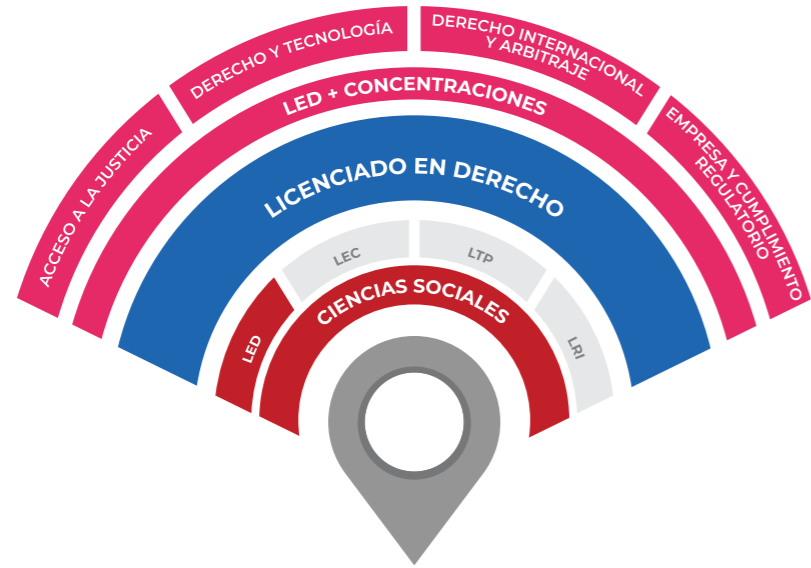 ACCESO A LA JUSTICIA
DERECHO Y TECNOLOGÍA
DERECHO INTERNACIONAL
Y ARBITRAJE
EMPRESA Y CUMPLIMIENTO
REGULATORIO
LED + CONCENTRACIONES
LICENCIADO EN DERECHO
LED
LEC
LTP
LRI
CIENCIAS SOCIALES